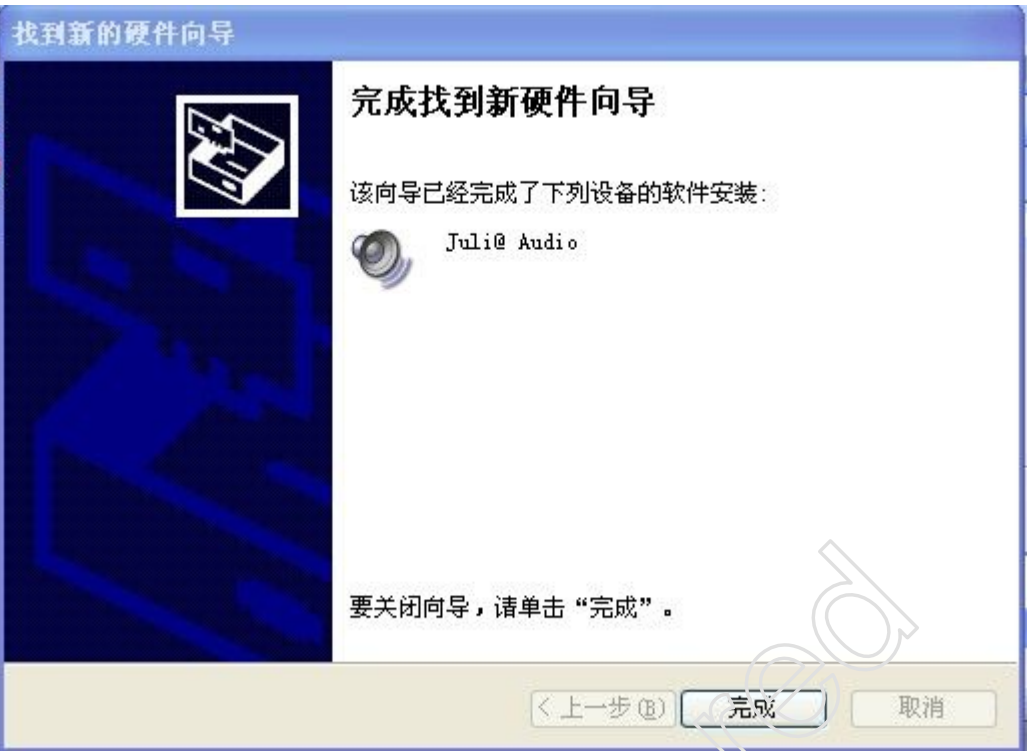 找到新的硬件向导
完成找到新硬件向导
该向导已经完成了下列设备的软件安装:
Juli@ Audio
要关闭向导，请单击“完成”。
< 上一步(B)
完成
取消
red